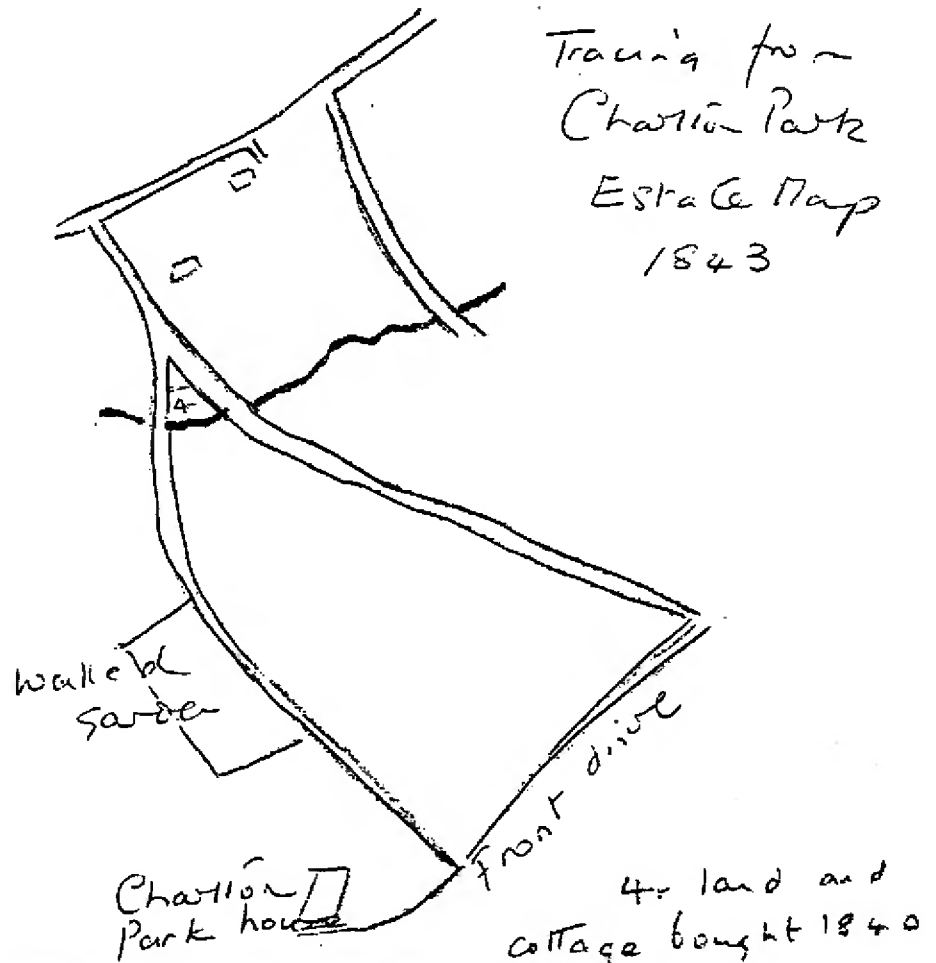 Tracing from
Charlton Park
Estate Map
1843
4
Walled
garden
Front drive
Charlton
Park house
4. land and
cottage bought 1840